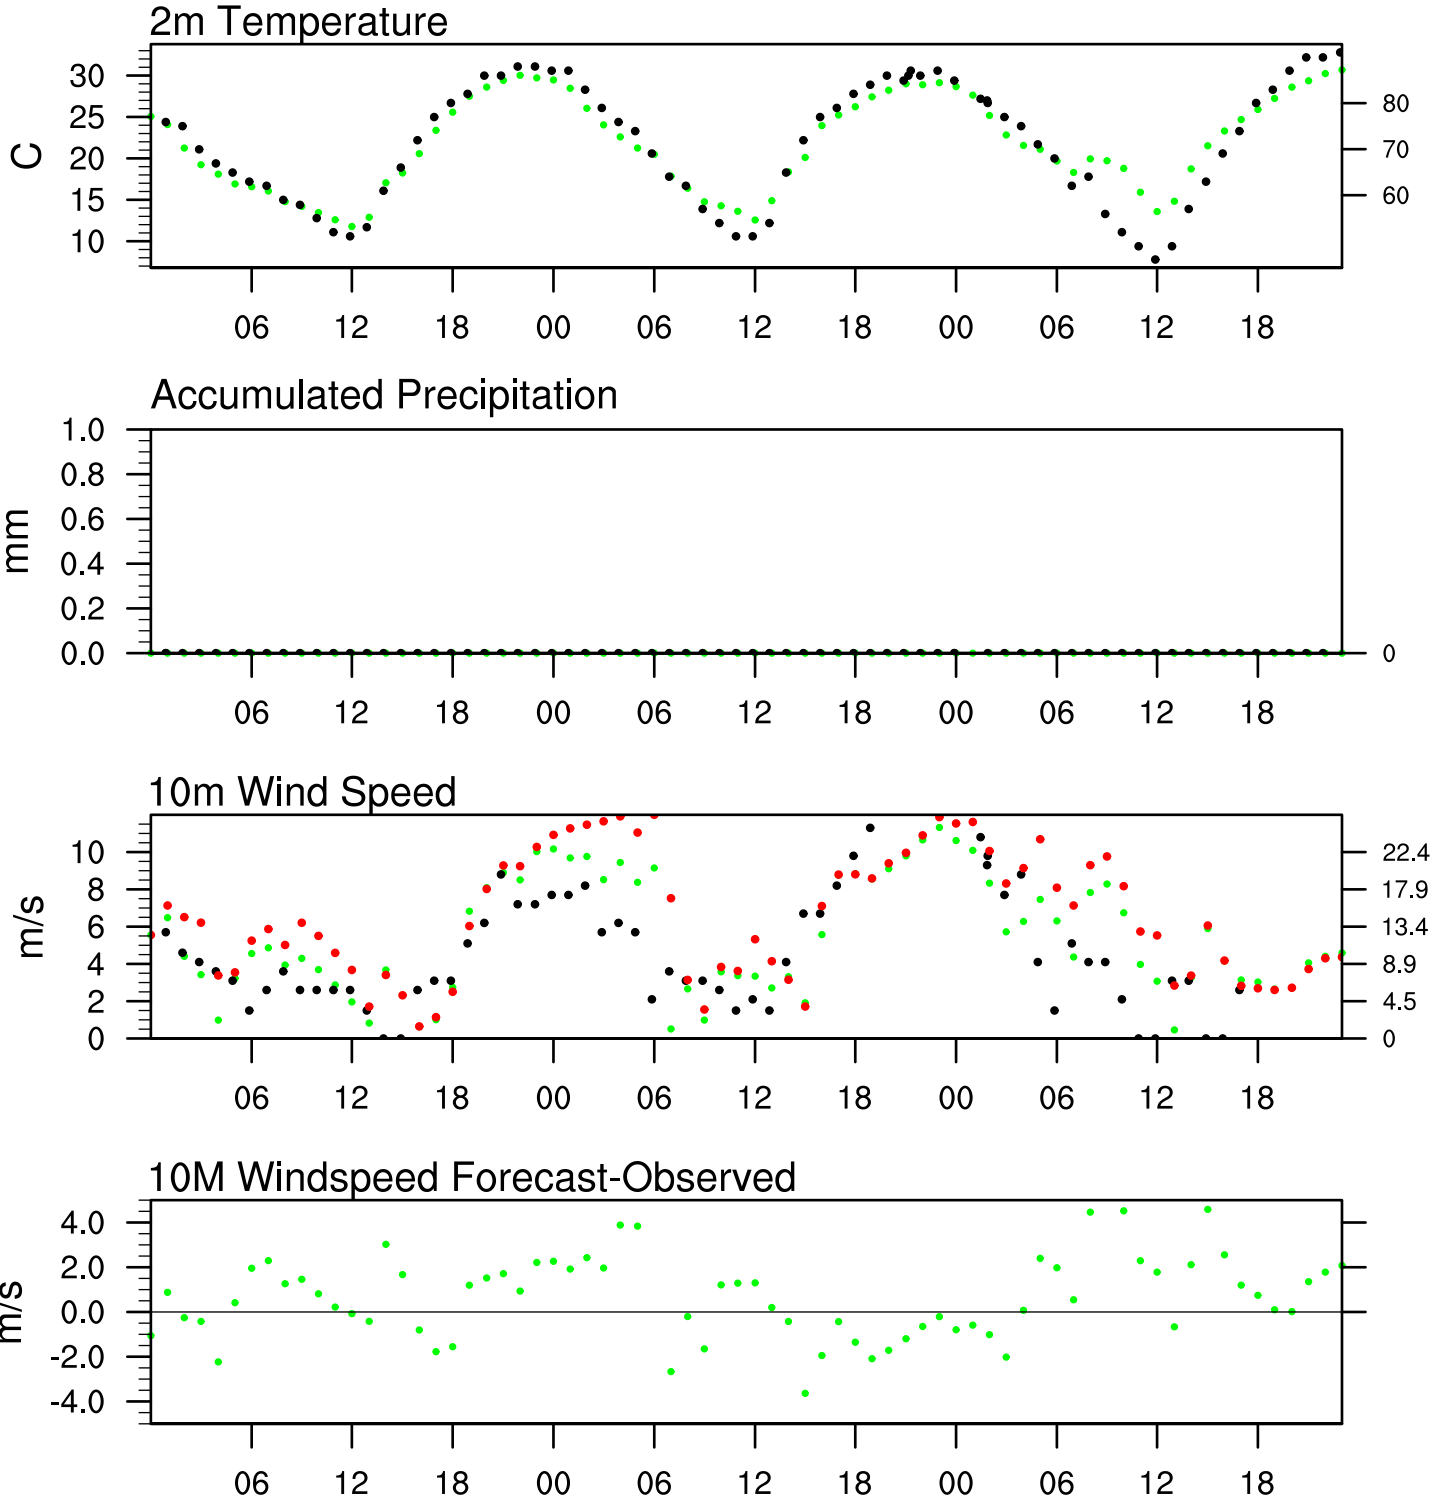 2m Temperature
30
25
20
15
10
80
70
60
C
06 12 18 00 06 12 18 00 06 12 18
Accumulated Precipitation
1.0
0.8
0.6
0.4
0.2
0.0
0
mm
06 12 18 00 06 12 18 00 06 12 18
10m Wind Speed
10
8
6
4
2
0
22.4
17.9
13.4
8.9
4.5
0
m/s
06 12 18 00 06 12 18 00 06 12 18
10M Windspeed Forecast-Observed
4.0
2.0
0.0
-2.0
-4.0
m/s
06 12 18 00 06 12 18 00 06 12 18